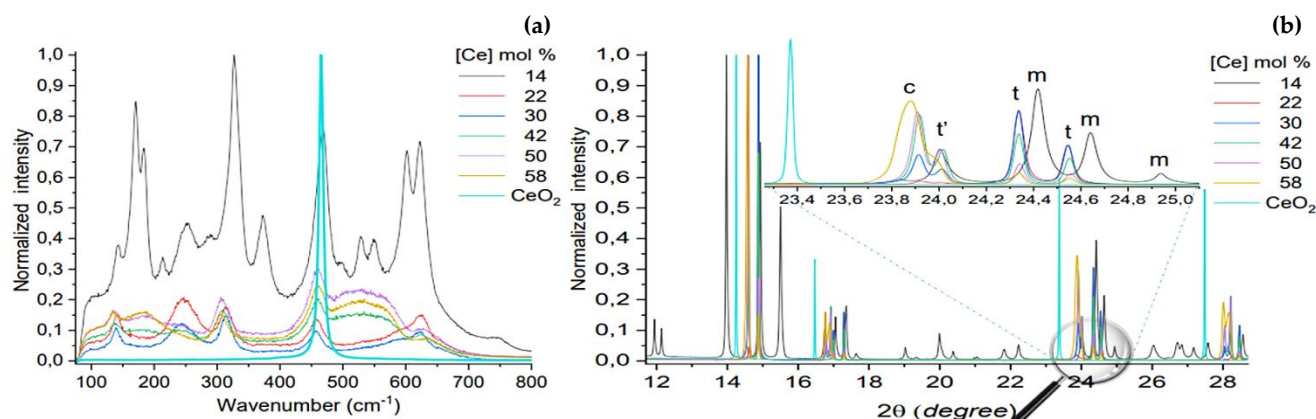 (a)
1,0
0,9
0,8
0,7
0,6
0,5
0,4
0,3
0,2
0,1
0,0
Normalized intensity
[Ce] mol %
14
22
30
42
50
58
CeO₂
100 200 300 400 500 600 700 800
Wavenumber (cm⁻¹)
(b)
1,0
0,9
0,8
0,7
0,6
0,5
0,4
0,3
0,2
0,1
0,0
Normalized intensity
c
t'
t
m
t
m
m
23,4 23,6 23,8 24,0 24,2 24,4 24,6 24,8 25,0
[Ce] mol %
14
22
30
42
50
58
CeO₂
12 14 16 18 20 22 24 26 28
2θ (degree)